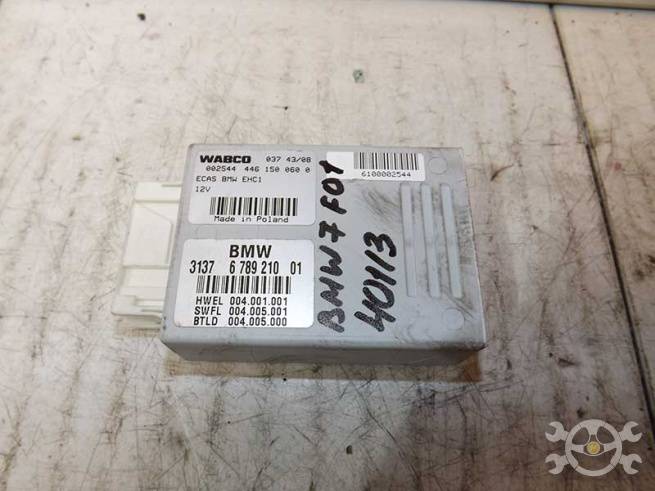 WABCO 037 43/08
002544 446 150 060 0
ECAS BMW EHC1
12V
Made in Poland
6100002544
BMW
3137 6 789 210 01
HWEL 004.001.001
SWFL 004.005.001
BTLD 004.005.000
BMW 7 F01
40113